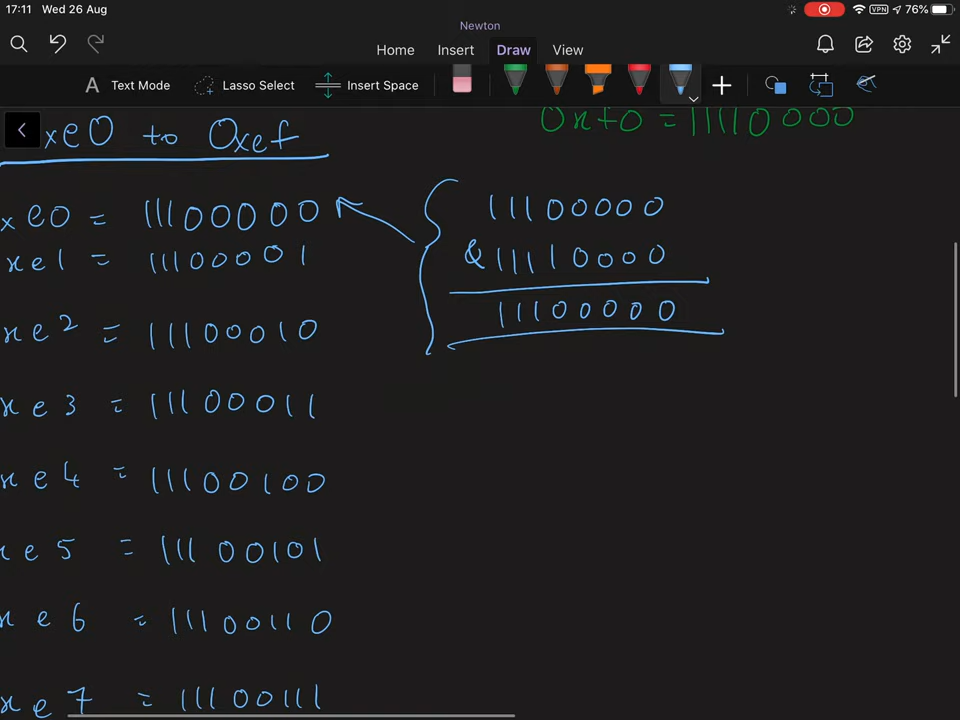 17:11 Wed 26 Aug
VPN 76%
Newton
Home Insert Draw View
A Text Mode Lasso Select Insert Space
0xf0 = 11110000
xe0 to 0xef
xe0 = 11100000
11100000
xe1 = 11100001
& 11110000
11100000
xe2 = 11100010
xe3 = 11100011
xe4 = 11100100
xe5 = 11100101
xe6 = 11100110
xe7 = 11100111